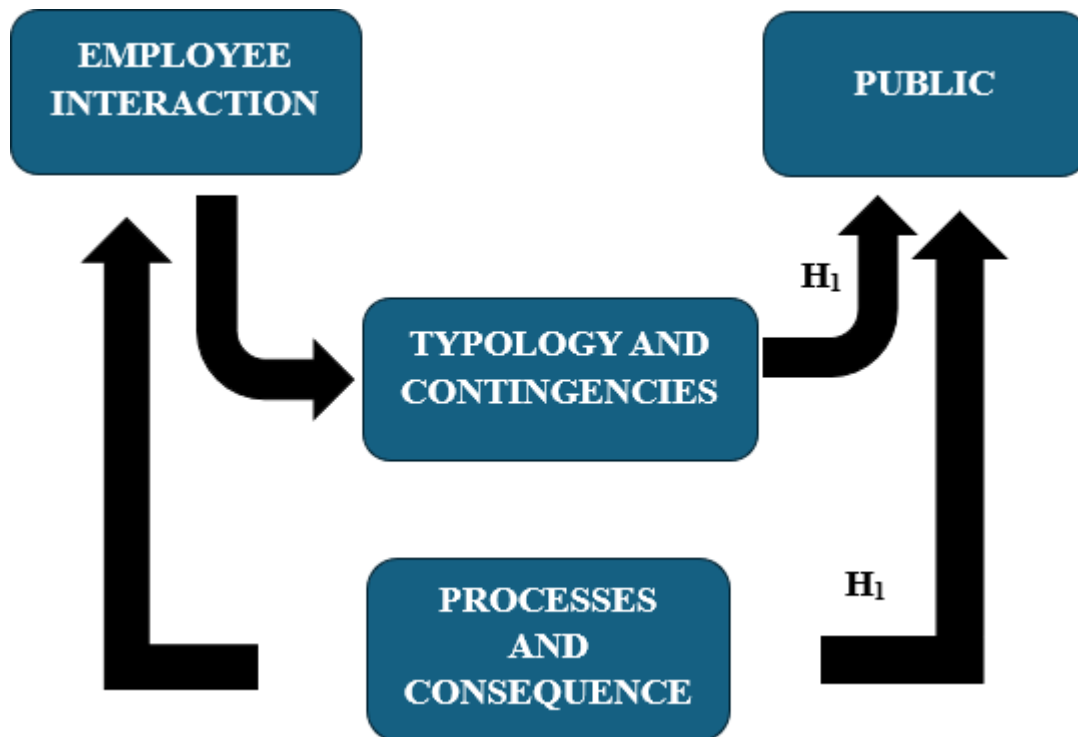 EMPLOYEE
INTERACTION
PUBLIC
H₁
TYPOLOGY AND
CONTINGENCIES
H₁
PROCESSES
AND
CONSEQUENCE